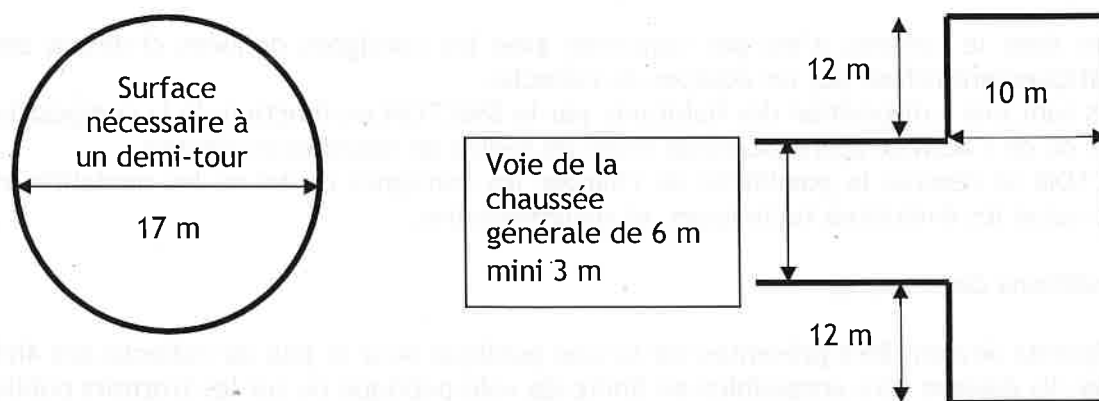 Surface
nécessaire à
un demi-tour
17 m
Voie de la
chaussée
générale de 6 m
mini 3 m
12 m
10 m
12 m